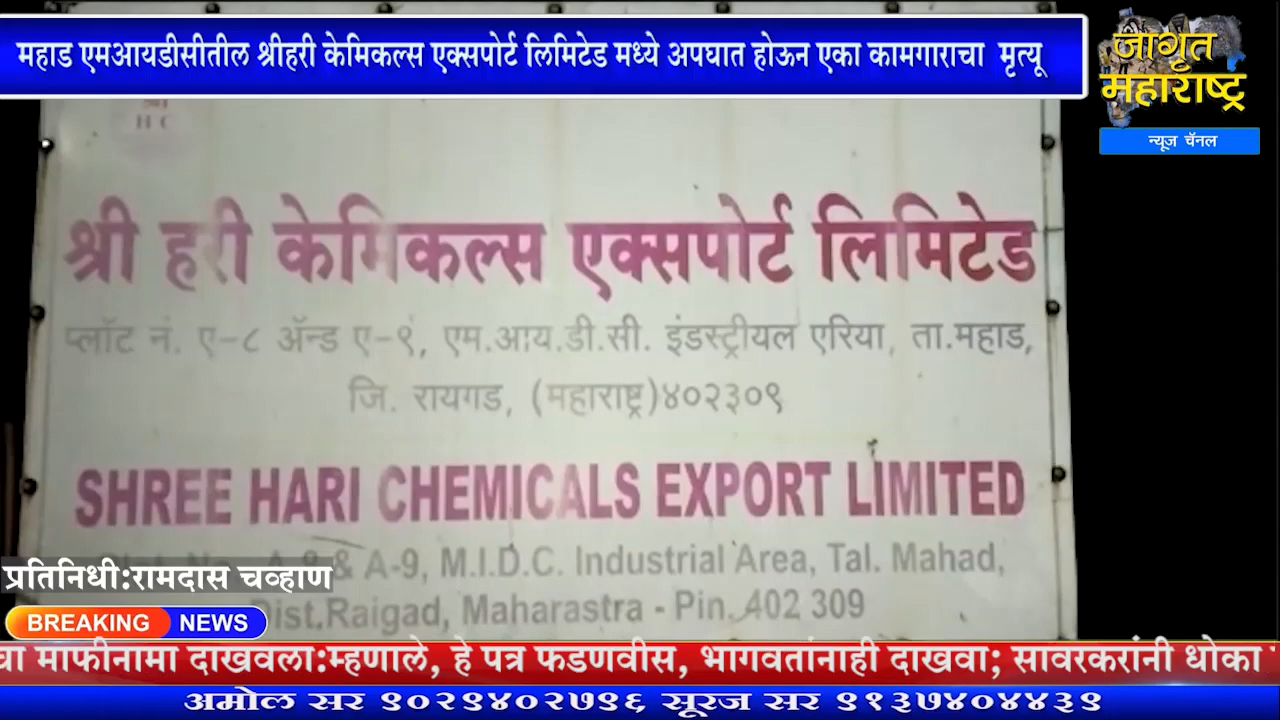 महाड एमआयडीसीतील श्रीहरी केमिकल्स एक्सपोर्ट लिमिटेड मध्ये अपघात होऊन एका कामगाराचा मृत्यू
जागृत
महाराष्ट्र
न्यूज चॅनल
H C
श्री हरी केमिकल्स एक्सपोर्ट लिमिटेड
प्लॉट नं. ए-८ ॲन्ड ए-९, एम.आय.डी.सी. इंडस्ट्रीयल एरिया, ता.महाड,
जि. रायगड, (महाराष्ट्र)४०२३०९
SHREE HARI CHEMICALS EXPORT LIMITED
& A-9, M.I.D.C. Industrial Area, Tal. Mahad,
Dist.Raigad, Maharastra - Pin. 402 309
प्रतिनिधी:रामदास चव्हाण
BREAKING NEWS
माफीनामा दाखवला:म्हणाले, हे पत्र फडणवीस, भागवतांनाही दाखवा; सावरकरांनी धोका
अमोल सर ९०२९४०२७९६ सूरज सर ९१३७४०४४३९